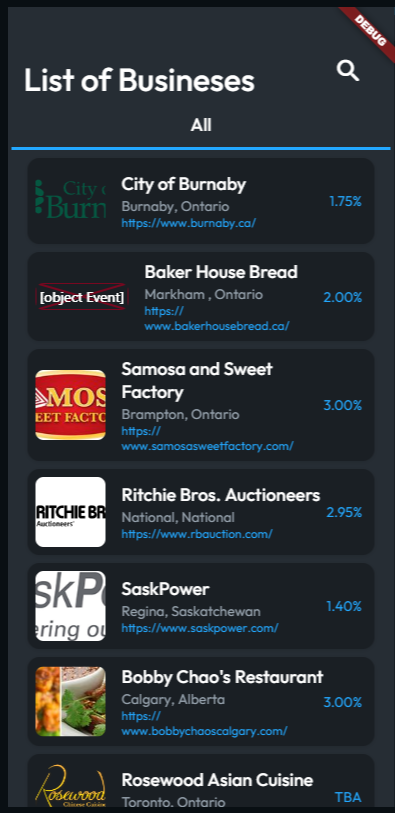 DEBUG
List of Busineses
All
City o
Burn
City of Burnaby
Burnaby, Ontario
https://www.burnaby.ca/
1.75%
[object Event]
Baker House Bread
Markham , Ontario
https://
www.bakerhousebread.ca/
2.00%
AMOS
EET FACTO
Samosa and Sweet
Factory
Brampton, Ontario
https://
www.samosasweetfactory.com/
3.00%
RITCHIE BR
Auctioneers
Ritchie Bros. Auctioneers
National, National
https://www.rbauction.com/
2.95%
skP
ering ou
SaskPower
Regina, Saskatchewan
https://www.saskpower.com/
1.40%
Bobby Chao's Restaurant
Calgary, Alberta
https://
www.bobbychaoscalgary.com/
3.00%
Rosewood
Chinese Cuisine
Rosewood Asian Cuisine
Toronto, Ontario
TBA